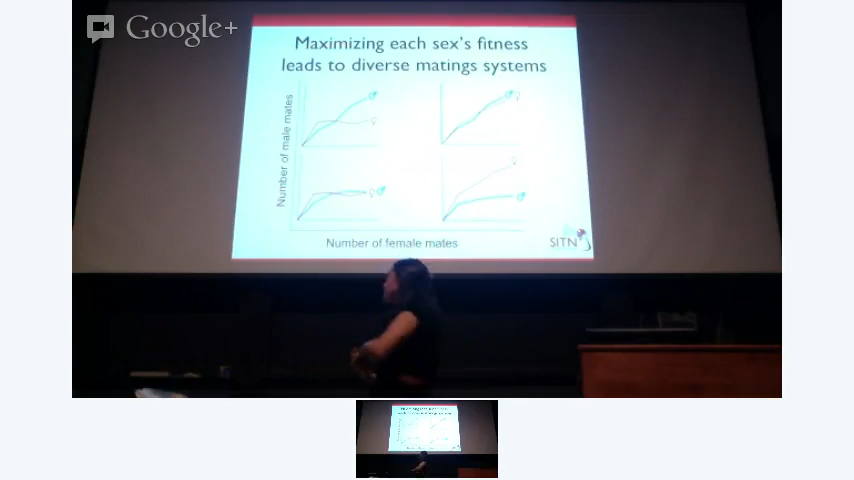 Google+
Maximizing each sex's fitness
leads to diverse matings systems
Number of male mates
Number of female mates
SITN